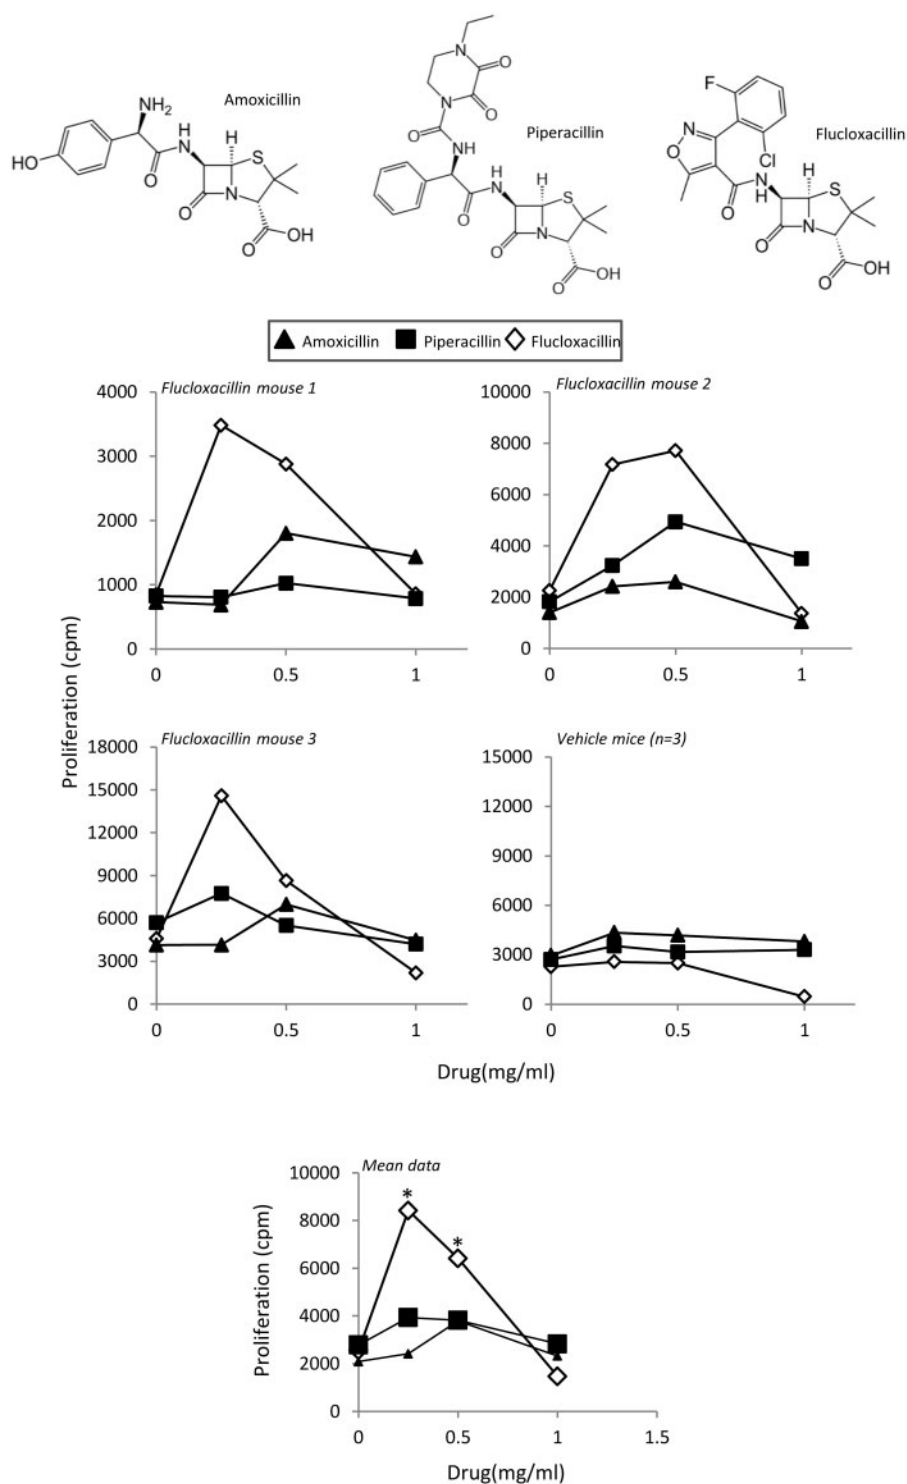 Amoxicillin
NH2
HO
O
H
N
H
S
O
N
O
OH
Piperacillin
N
O
N
O
O
NH
O
H
N
H
S
O
N
O
OH
Flucloxacillin
F
N
O
Cl
O
N
H
H
S
O
N
O
OH
Amoxicillin Piperacillin Flucloxacillin
Proliferation (cpm)
Flucloxacillin mouse 1
4000
3000
2000
1000
0
0 0.5 1
Flucloxacillin mouse 2
10000
8000
6000
4000
2000
0
0 0.5 1
Flucloxacillin mouse 3
18000
15000
12000
9000
6000
3000
0
0 0.5 1
Vehicle mice (n=3)
15000
12000
9000
6000
3000
0
0 0.5 1
Drug(mg/ml)
Mean data
Proliferation (cpm)
10000
8000
6000
4000
2000
0
* *
0 0.5 1 1.5
Drug(mg/ml)